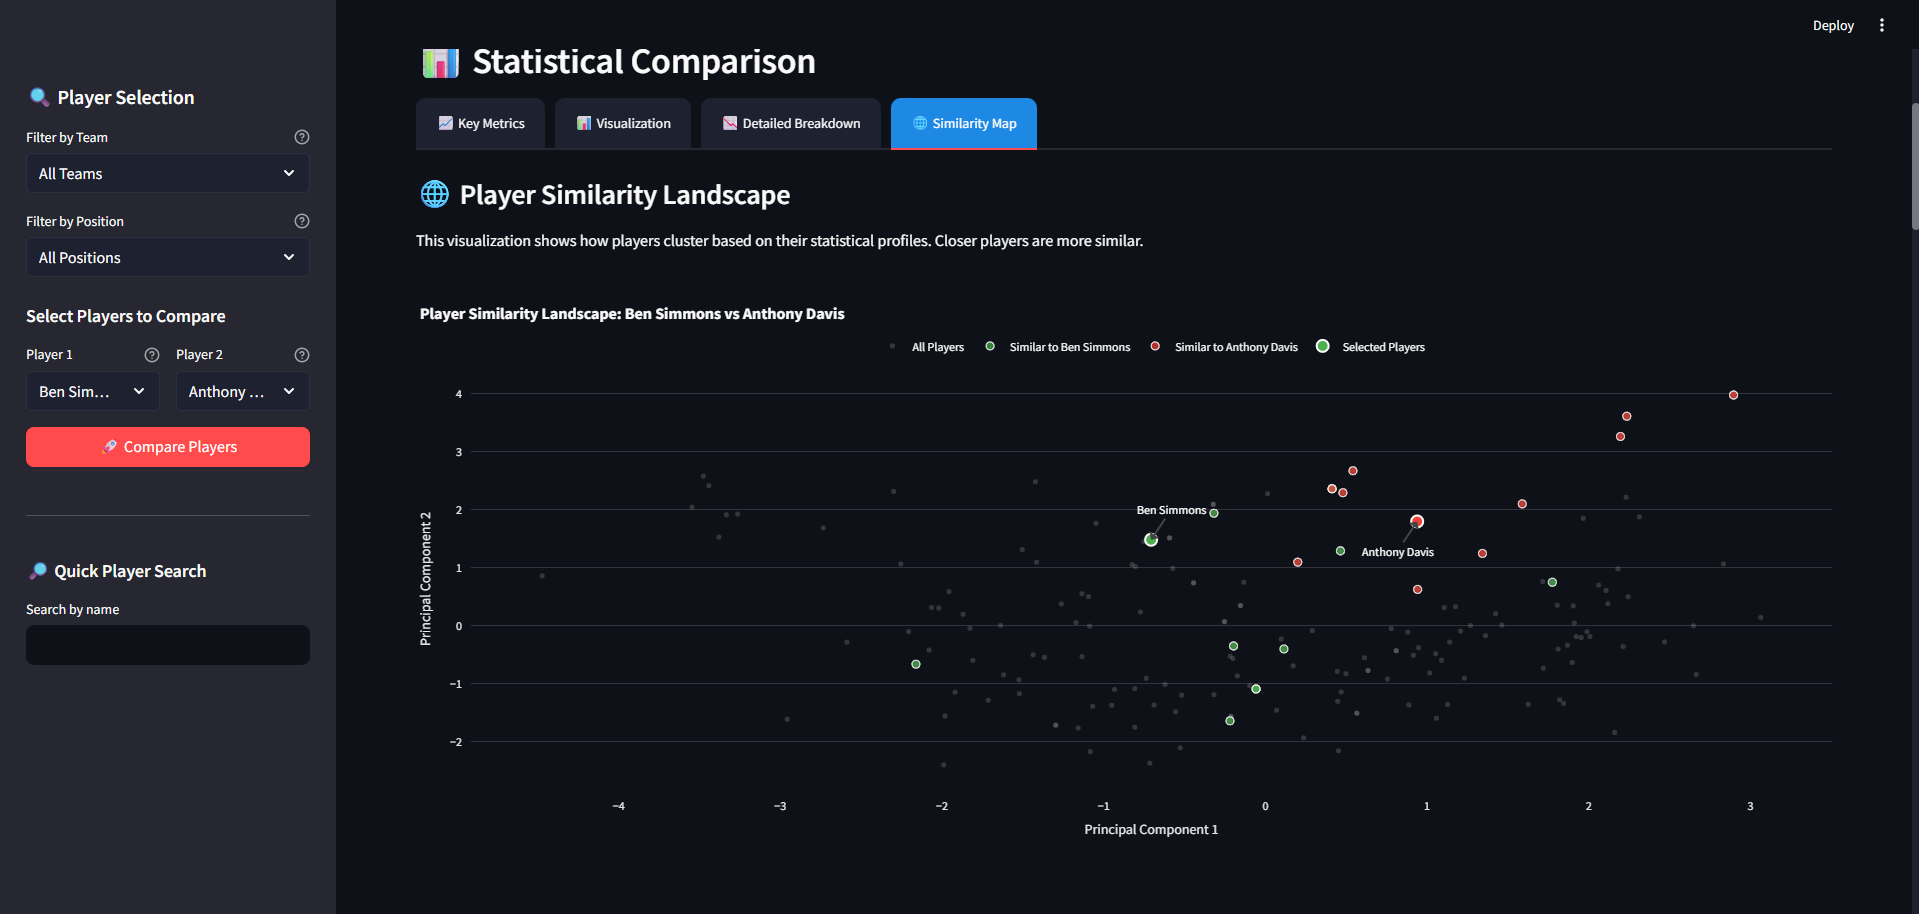 Deploy
Statistical Comparison
Player Selection
Filter by Team
All Teams
Filter by Position
All Positions
Select Players to Compare
Player 1
Player 2
Ben Sim...
Anthony ...
Compare Players
Quick Player Search
Search by name
Key Metrics
Visualization
Detailed Breakdown
Similarity Map
Player Similarity Landscape
This visualization shows how players cluster based on their statistical profiles. Closer players are more similar.
Player Similarity Landscape: Ben Simmons vs Anthony Davis
All Players
Similar to Ben Simmons
Similar to Anthony Davis
Selected Players
4
3
2
1
0
−1
−2
Principal Component 2
Ben Simmons
Anthony Davis
−4
−3
−2
−1
0
1
2
3
Principal Component 1